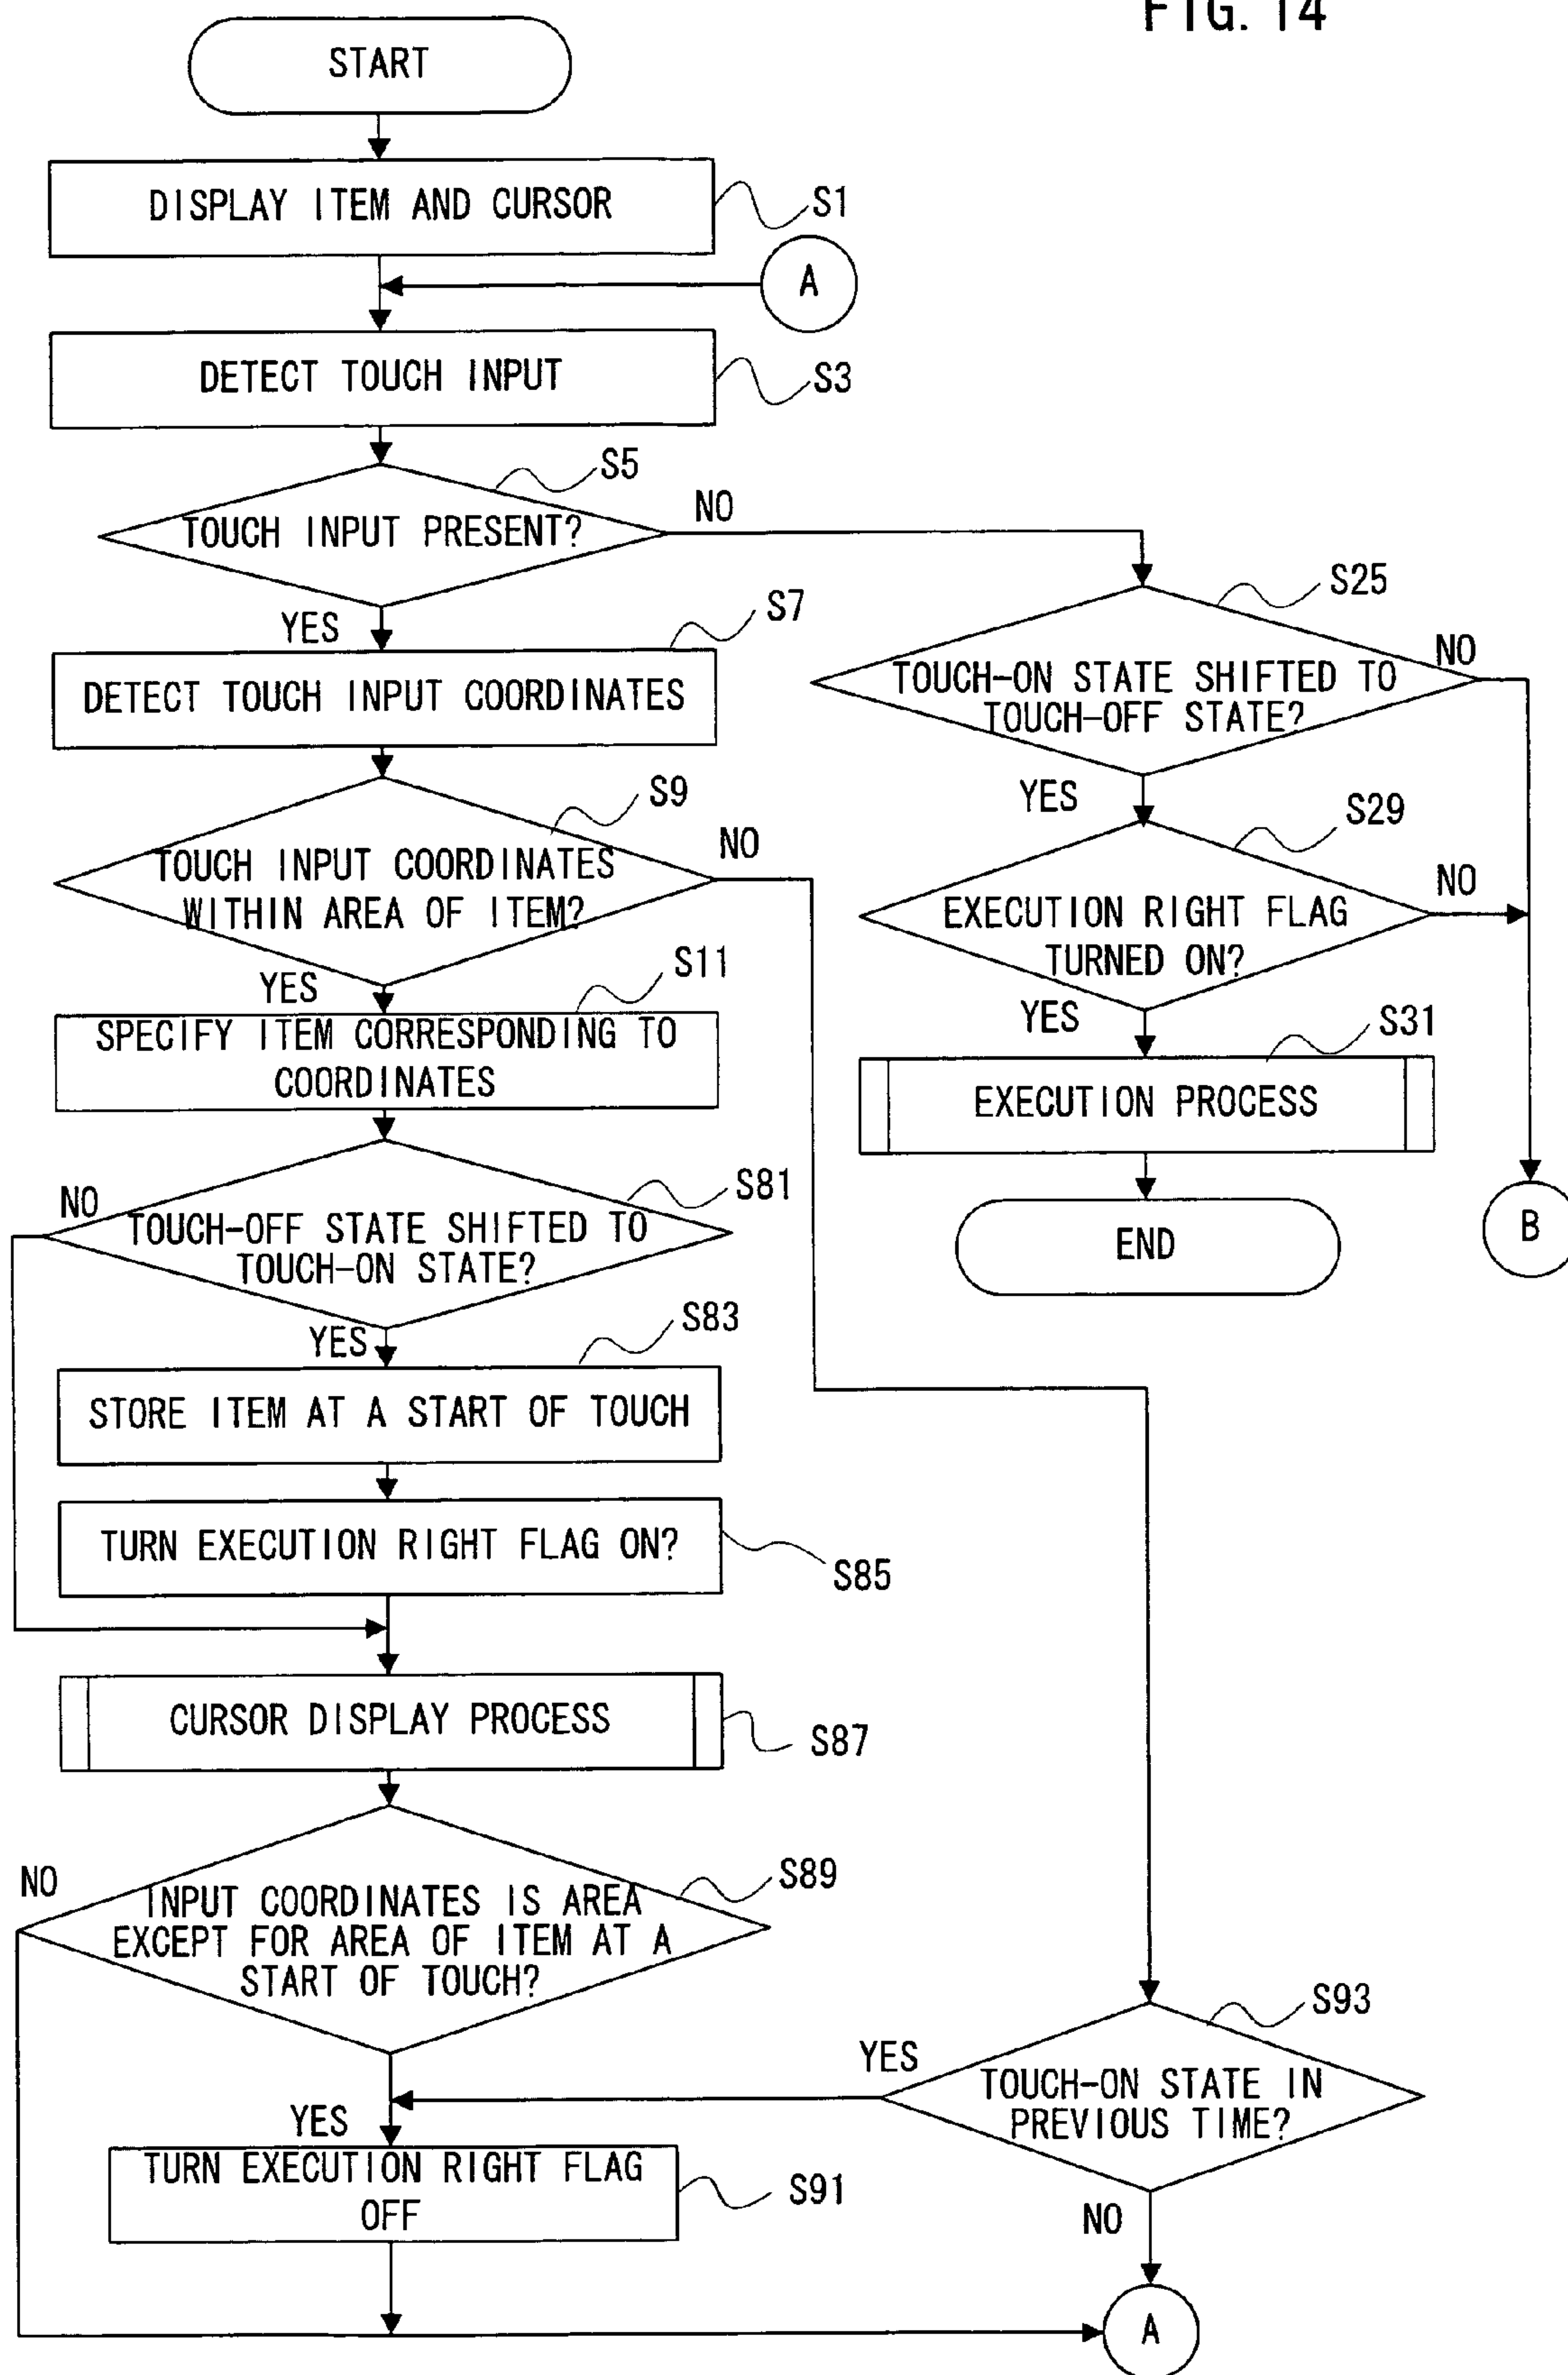 FIG. 14
START
DISPLAY ITEM AND CURSOR
S1
A
DETECT TOUCH INPUT
S3
S5
TOUCH INPUT PRESENT?
NO
YES
S7
DETECT TOUCH INPUT COORDINATES
S9
TOUCH INPUT COORDINATES
WITHIN AREA OF ITEM?
NO
YES
S11
SPECIFY ITEM CORRESPONDING TO
COORDINATES
S81
NO
TOUCH-OFF STATE SHIFTED TO
TOUCH-ON STATE?
YES
S83
STORE ITEM AT A START OF TOUCH
TURN EXECUTION RIGHT FLAG ON?
S85
CURSOR DISPLAY PROCESS
S87
NO
S89
INPUT COORDINATES IS AREA
EXCEPT FOR AREA OF ITEM AT A
START OF TOUCH?
YES
TURN EXECUTION RIGHT FLAG
OFF
S91
S25
TOUCH-ON STATE SHIFTED TO
TOUCH-OFF STATE?
NO
YES
S29
EXECUTION RIGHT FLAG
TURNED ON?
NO
YES
S31
EXECUTION PROCESS
END
B
S93
YES
TOUCH-ON STATE IN
PREVIOUS TIME?
NO
A